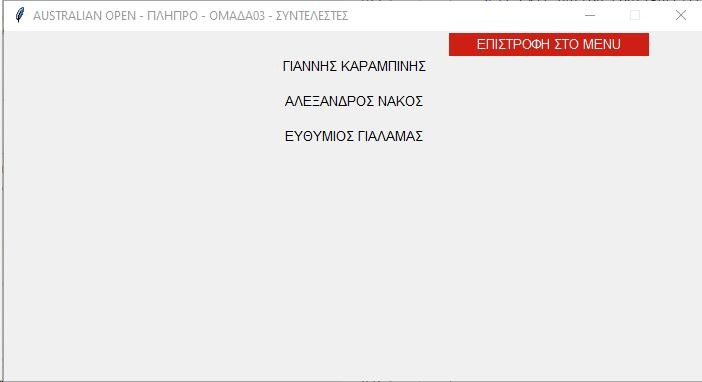 AUSTRALIAN OPEN - ΠΛΗΠΡΟ - ΟΜΑΔΑ03 - ΣΥΝΤΕΛΕΣΤΕΣ
ΕΠΙΣΤΡΟΦΗ ΣΤΟ MENU
ΓΙΑΝΝΗΣ ΚΑΡΑΜΠΙΝΗΣ
ΑΛΕΞΑΝΔΡΟΣ ΝΑΚΟΣ
ΕΥΘΥΜΙΟΣ ΓΙΑΛΑΜΑΣ